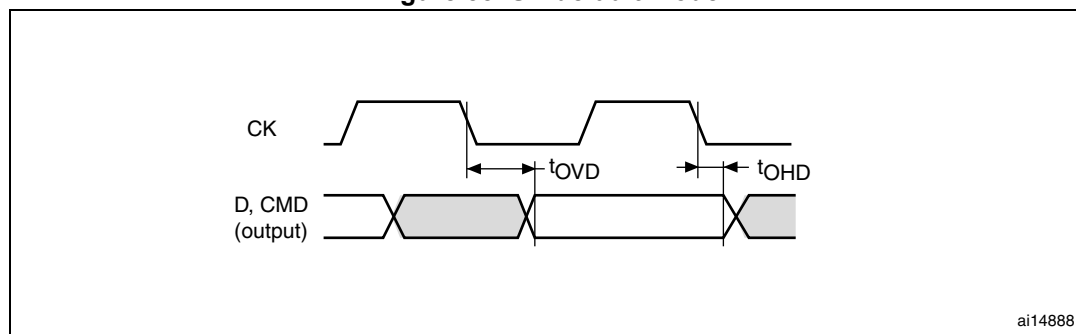 CK
tOVD
tOHD
D, CMD
(output)
ai14888